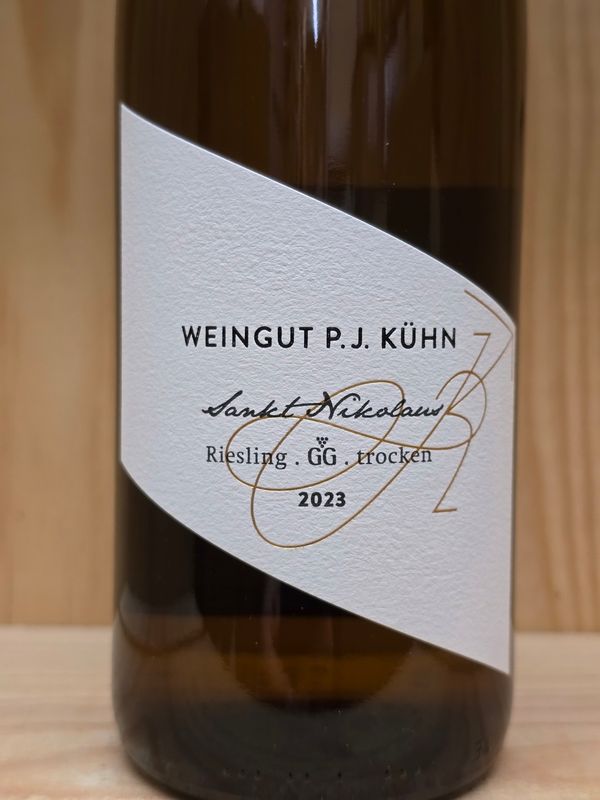 WEINGUT P.J. KÜHN
Sankt Nikolaus
Riesling . GG . trocken
2023